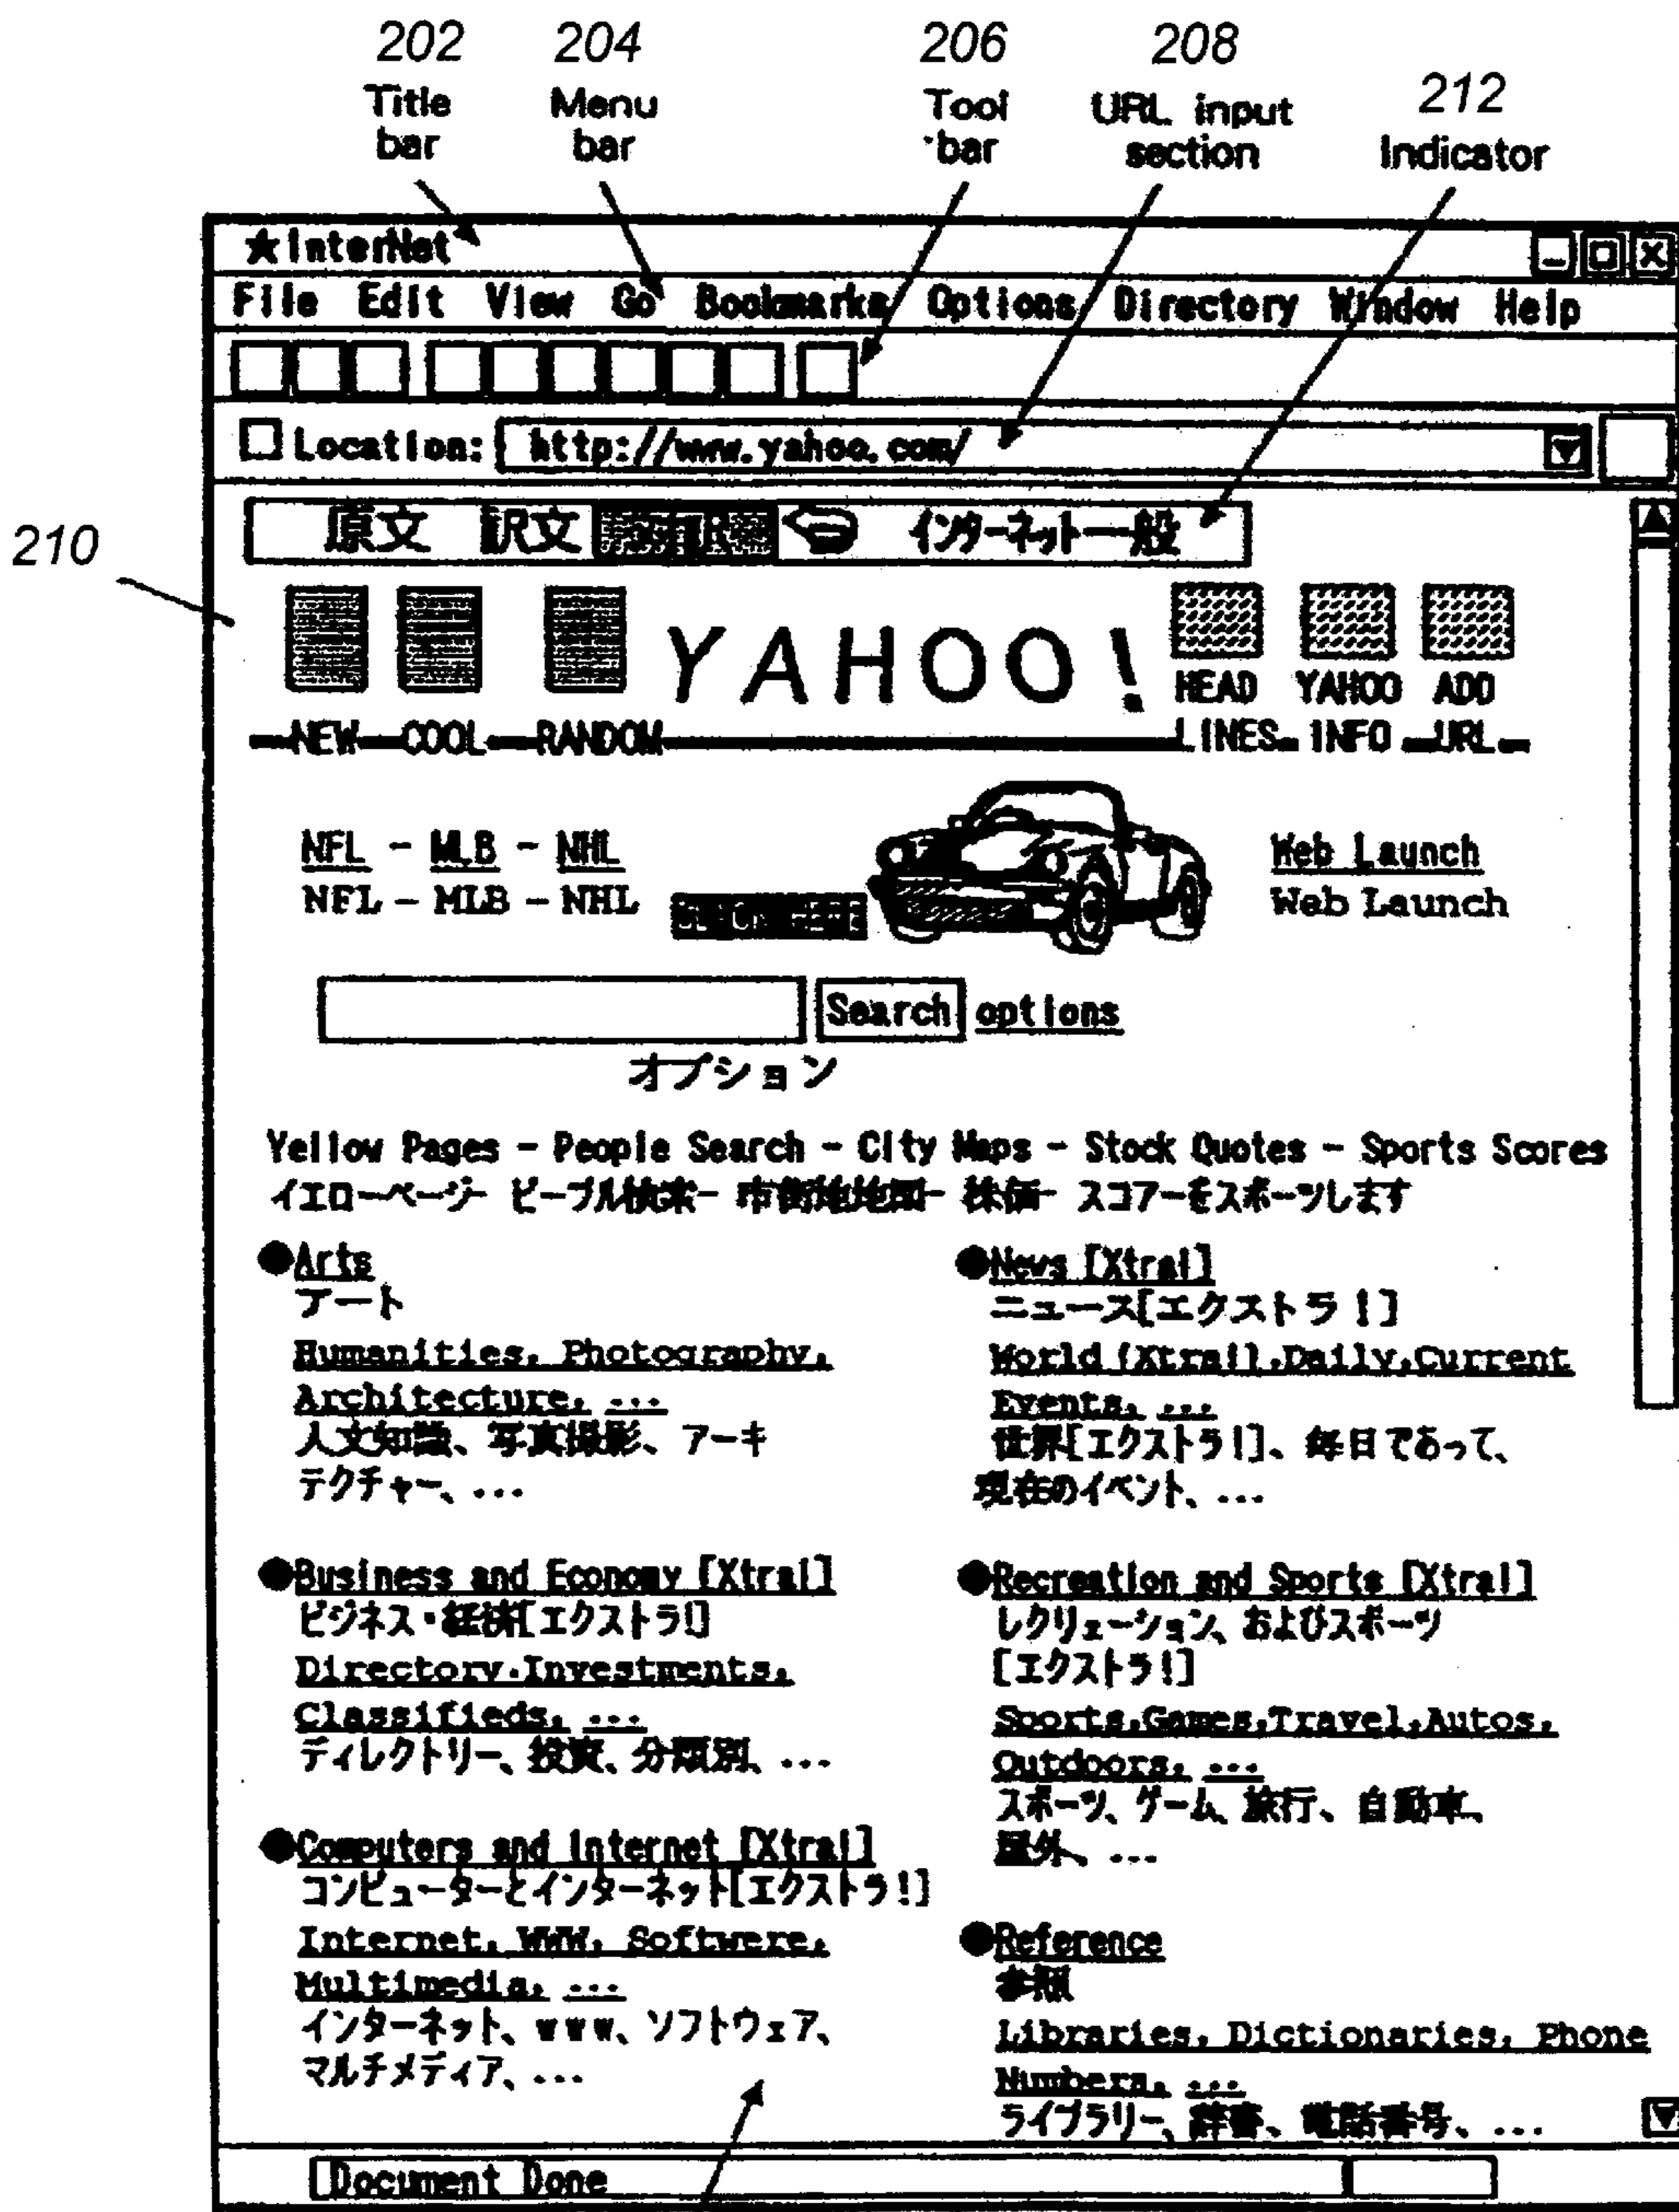 202 204 206 208 212
Title bar
Menu bar
Tool bar
URL input section
Indicator
210
★InterNet
File Edit View Go Bookmarks Options Directory Window Help
Location: http://www.yahoo.com/
原文 訳文 対訳 インターネット一般
YAHOO!
HEAD YAHOO ADD
NEW COOL RANDOM LINES INFO URL
NFL - MLB - NHL Web Launch
NFL - MLB - NHL Web Launch
Search options
オプション
Yellow Pages - People Search - City Maps - Stock Quotes - Sports Scores
イエローページ- ピープル検索- 市街地地図- 株価- スコアーをスポーツします
●Arts
アート
Humanities, Photography,
Architecture, ...
人文知識、写真撮影、アーキ
テクチャー、...
●Business and Economy [Xtra!]
ビジネス・経済[エクストラ!]
Directory,Investments,
Classifieds, ...
ディレクトリー、投資、分類別、...
●Computers and Internet [Xtra!]
コンピューターとインターネット[エクストラ!]
Internet, WWW, Softwere,
Multimedia, ...
インターネット、www、ソフトウェア、
マルチメディア、...
●News [Xtra!]
ニュース[エクストラ!]
World [Xtra!],Daily,Current
Events, ...
世界[エクストラ!]、毎日であって、
現在のイベント、...
●Recreation and Sports [Xtra!]
レクリェーション、およびスポーツ
[エクストラ!]
Sports,Games,Travel,Autos,
Outdoors, ...
スポーツ、ゲーム、旅行、自動車、
屋外、...
●Reference
参照
Libraries, Dictionaries, Phone
Numbers, ...
ライブラリー、辞書、電話番号、...
Document Done